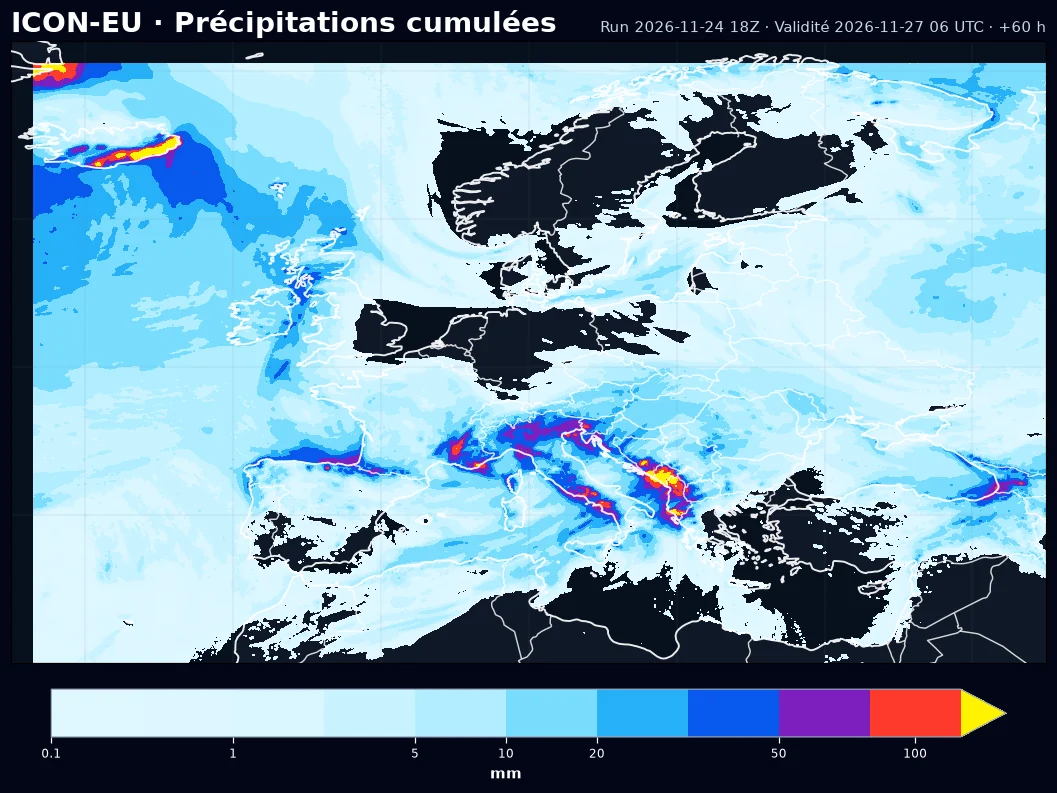 ICON-EU · Précipitations cumulées
Run 2026-11-24 18Z · Validité 2026-11-27 06 UTC · +60 h
0.1 1 5 10 20 50 100
mm